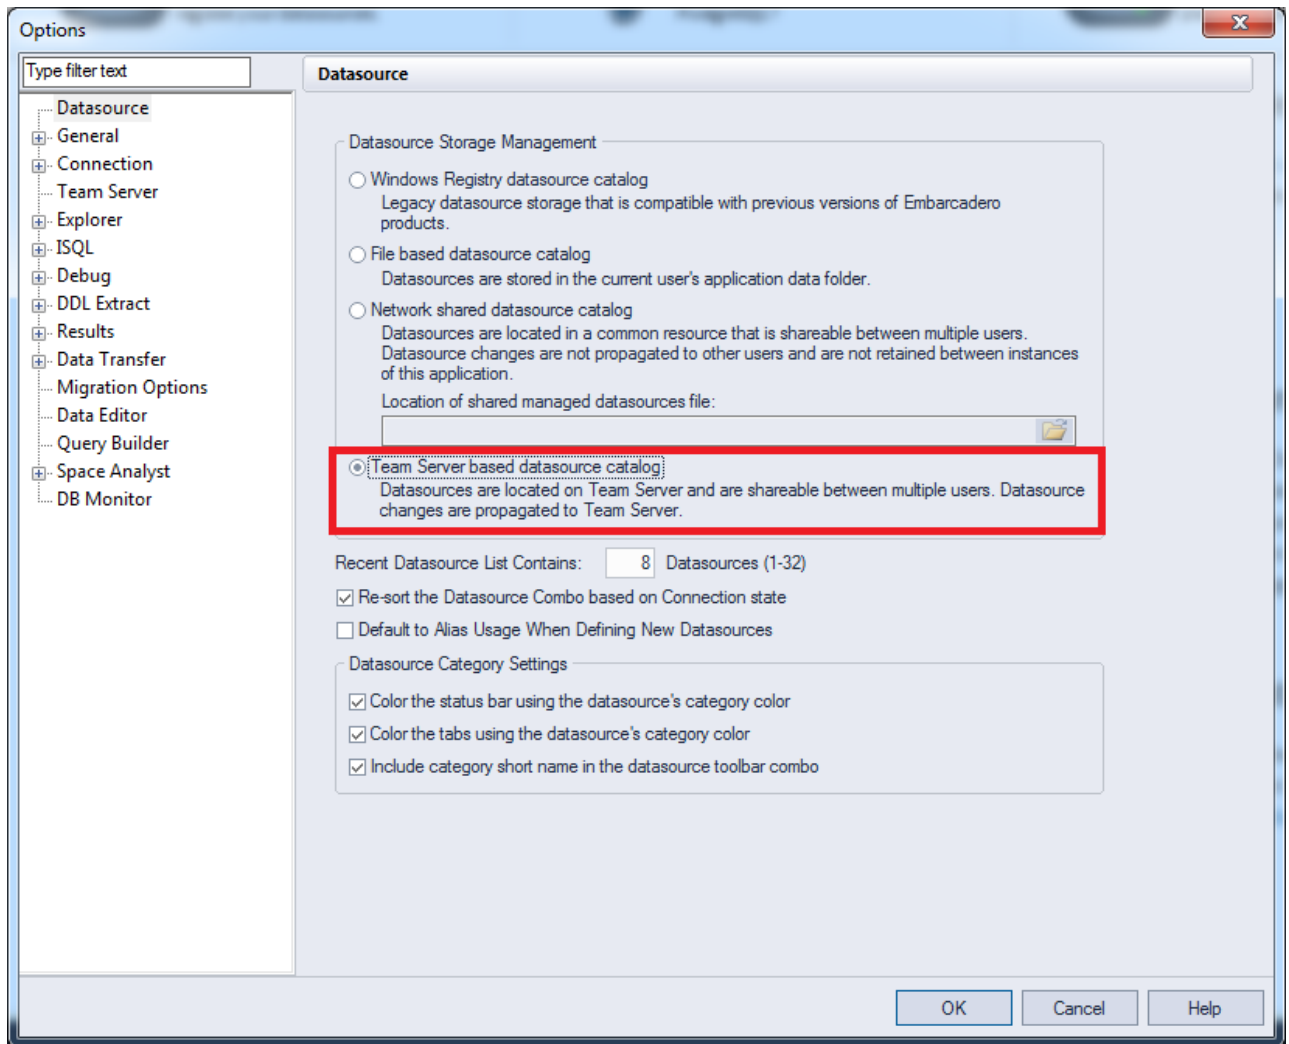 Options
Type filter text
Datasource
General
Connection
Team Server
Explorer
ISQL
Debug
DDL Extract
Results
Data Transfer
Migration Options
Data Editor
Query Builder
Space Analyst
DB Monitor
Datasource
Datasource Storage Management
Windows Registry datasource catalog
Legacy datasource storage that is compatible with previous versions of Embarcadero
products.
File based datasource catalog
Datasources are stored in the current user's application data folder.
Network shared datasource catalog
Datasources are located in a common resource that is shareable between multiple users.
Datasource changes are not propagated to other users and are not retained between instances
of this application.
Location of shared managed datasources file:
Team Server based datasource catalog
Datasources are located on Team Server and are shareable between multiple users. Datasource
changes are propagated to Team Server.
Recent Datasource List Contains: 8 Datasources (1-32)
Re-sort the Datasource Combo based on Connection state
Default to Alias Usage When Defining New Datasources
Datasource Category Settings
Color the status bar using the datasource's category color
Color the tabs using the datasource's category color
Include category short name in the datasource toolbar combo
OK Cancel Help